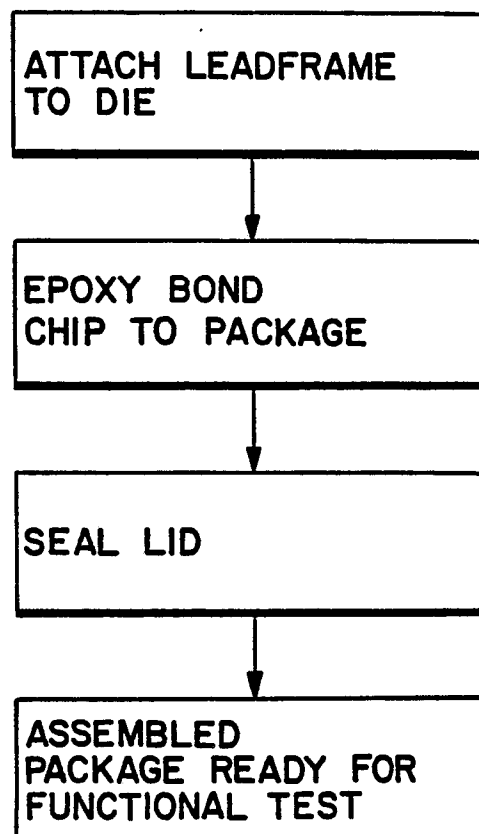 ATTACH LEADFRAME
TO DIE
EPOXY BOND
CHIP TO PACKAGE
SEAL LID
ASSEMBLED
PACKAGE READY FOR
FUNCTIONAL TEST